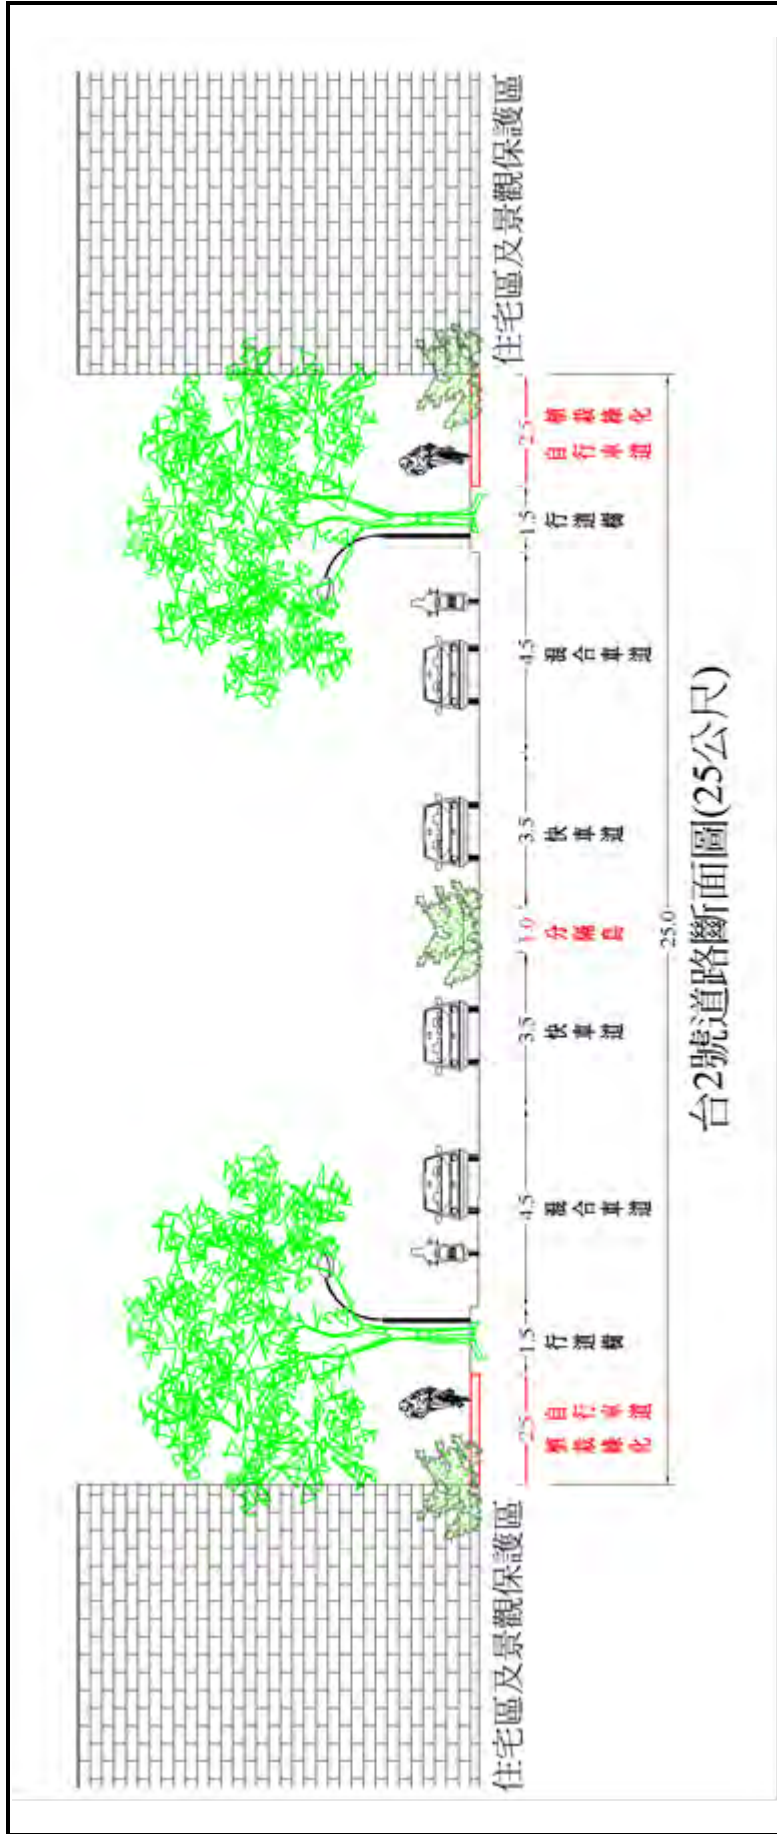 住宅區及景觀保護區
住宅區及景觀保護區
2.5
1.5
4.5
3.5
1.0
3.5
4.5
1.5
2.5
植栽綠化
自行車道
行道樹
混合車道
快車道
分隔島
快車道
混合車道
行道樹
自行車道
植栽綠化
25.0
台2號道路斷面圖(25公尺)